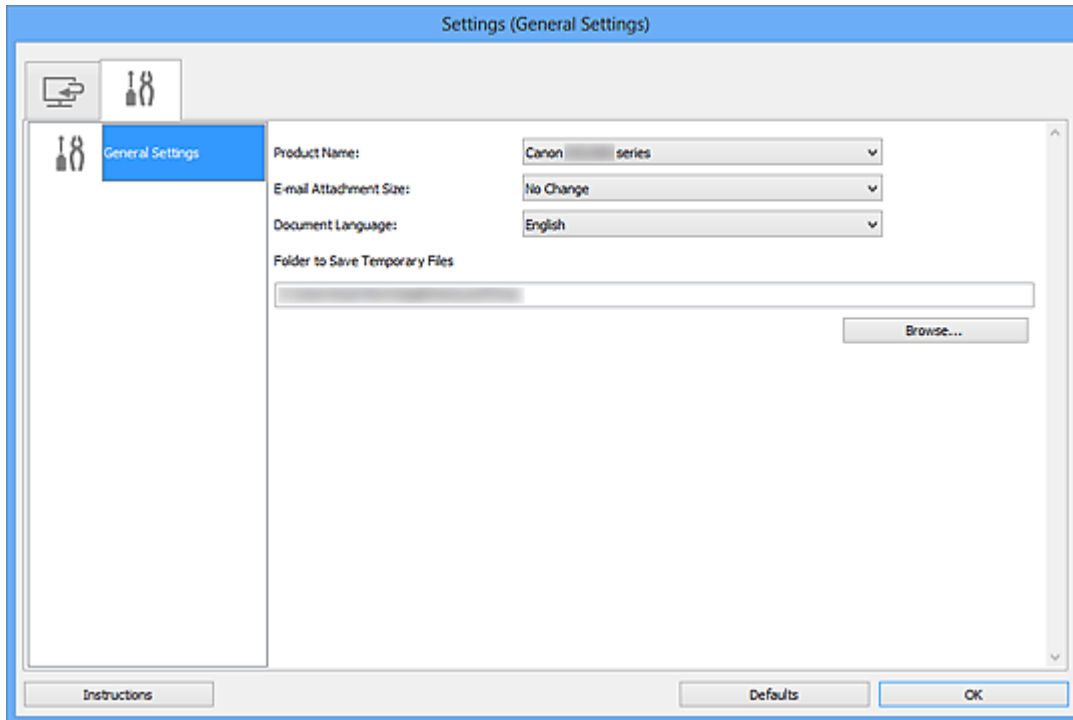 Settings (General Settings)
General Settings
Product Name: Canon series
E-mail Attachment Size: No Change
Document Language: English
Folder to Save Temporary Files
Browse...
Instructions Defaults OK